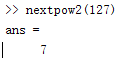 >> nextpow2(127)
ans =
7